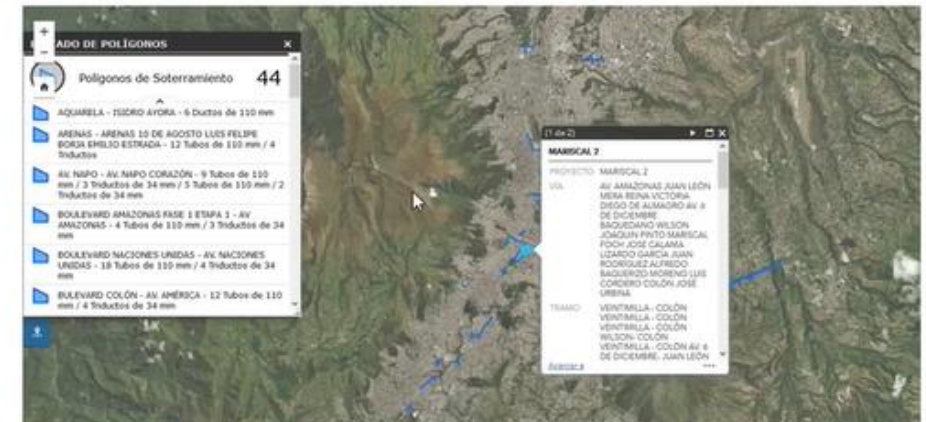 ADO DE POLÍGONOS
Polígonos de Soterramiento 44
AQUARELA - ISIDRO AYORA - 6 Ductos de 110 mm
ARENAS - ARENAS 10 DE AGOSTO LUIS FELIPE
BORJA EMILIO ESTRADA - 12 Tubos de 110 mm / 4
Triductos
AV. NAPO - AV. NAPO CORAZÓN - 9 Tubos de 110
mm / 3 Triductos de 34 mm / 5 Tubos de 110 mm / 2
Triductos de 34 mm
BOULEVARD AMAZONAS FASE 1 ETAPA 1 - AV
AMAZONAS - 4 Tubos de 110 mm / 3 Triductos de 34
mm
BOULEVARD NACIONES UNIDAS - AV. NACIONES
UNIDAS - 18 Tubos de 110 mm / 4 Triductos de 34
mm
BULEVARD COLÓN - AV. AMÉRICA - 12 Tubos de 110
mm / 4 Triductos de 34 mm
(1 de 2)
MARISCAL 2
PROYECTO MARISCAL 2
VÍA AV. AMAZONAS JUAN LEÓN
MERA REINA VICTORIA
DIEGO DE ALMAGRO AV. 6
DE DICIEMBRE
BAQUEDANO WILSON
JOAQUIN PINTO MARISCAL
FOCH JOSE CALAMA
LIZARDO GARCÍA JUAN
RODRÍGUEZ ALFREDO
BAQUERIZO MORENO LUIS
CORDERO COLÓN JOSÉ
URBINA
TRAMO VEINTIMILLA - COLÓN
VEINTIMILLA - COLÓN
VEINTIMILLA - COLÓN
WILSON- COLÓN
VEINTIMILLA - COLÓN AV. 6
DE DICIEMBRE- JUAN LEÓN
Acercar a